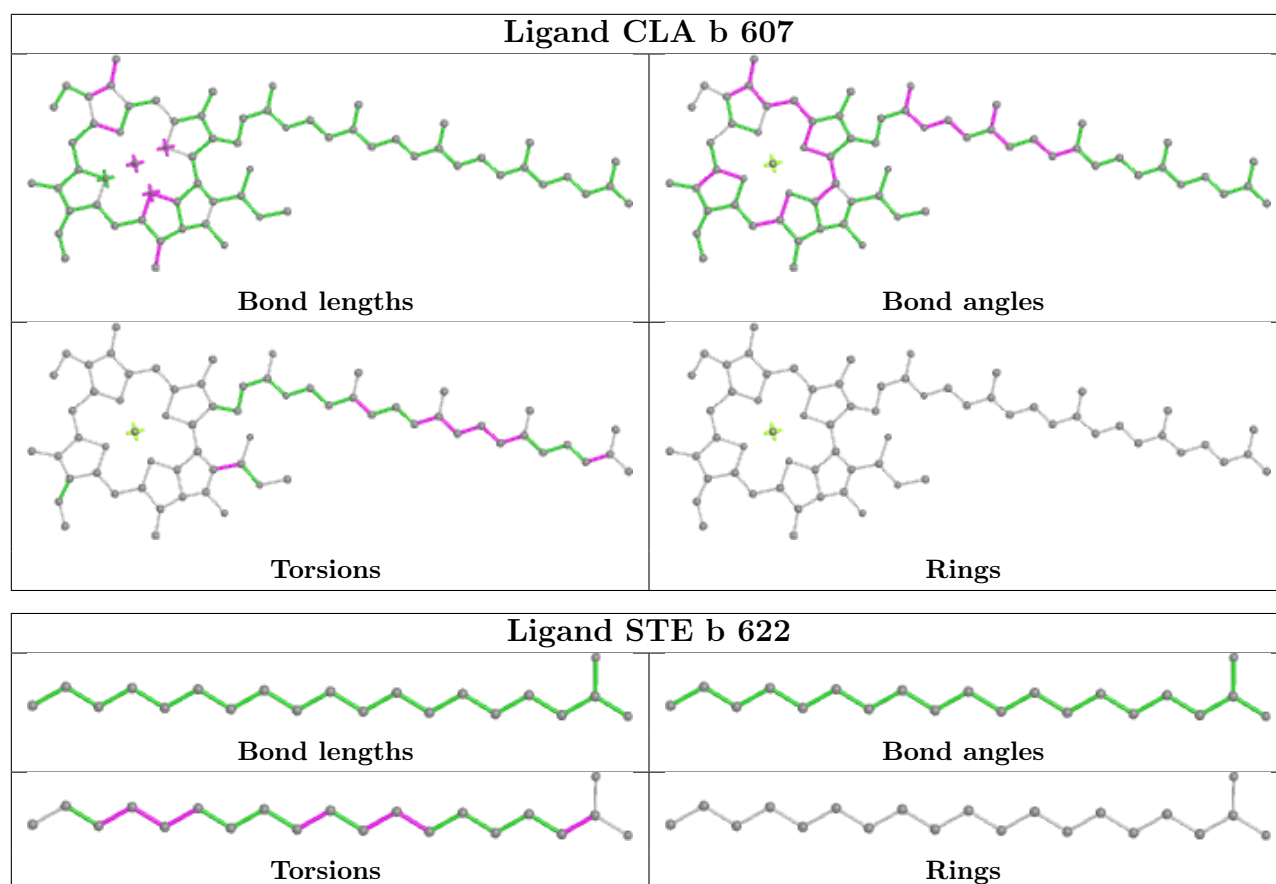 Ligand CLA b 607
Bond lengths
Bond angles
Torsions
Rings
Ligand STE b 622
Bond lengths
Bond angles
Torsions
Rings